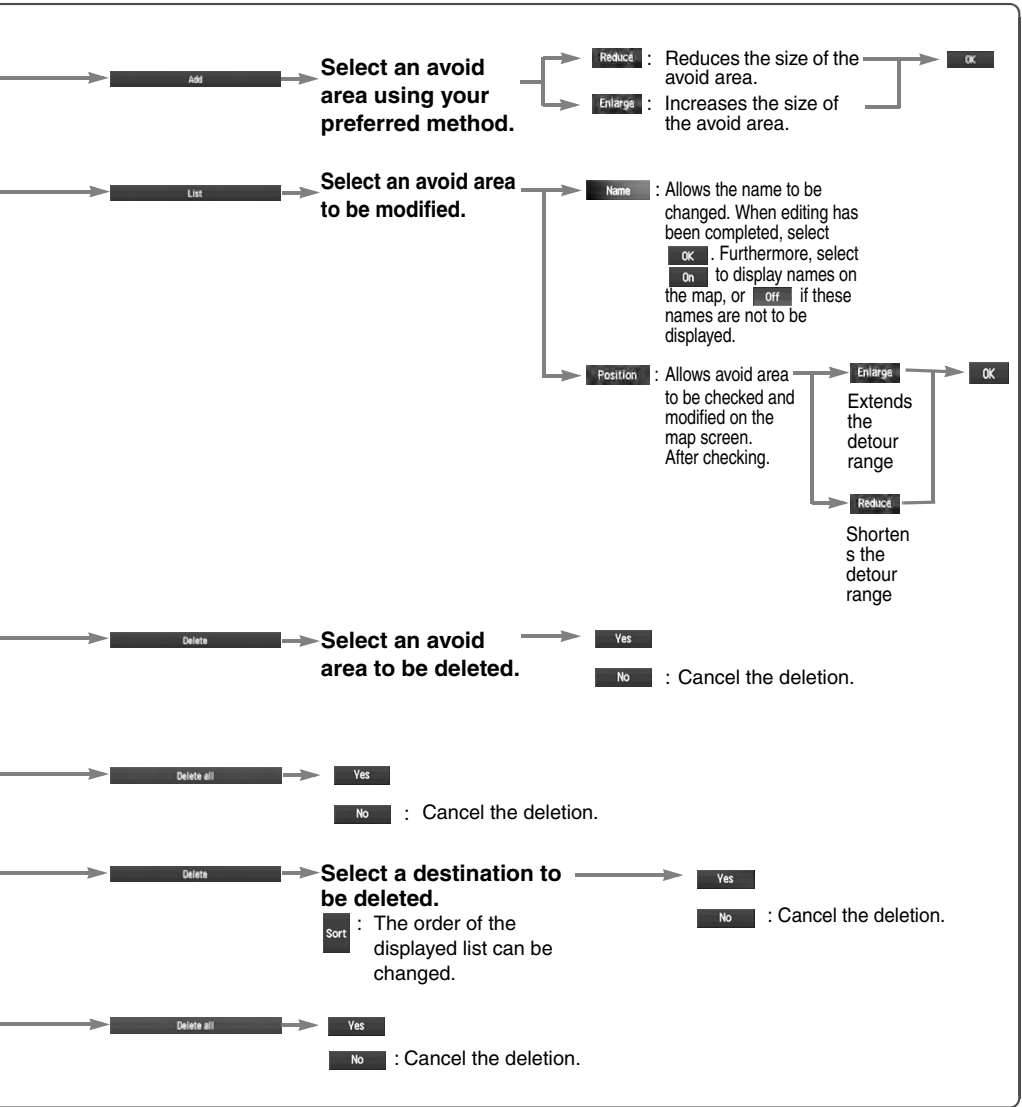 Add
Select an avoid
area using your
preferred method.
Reduce : Reduces the size of the
avoid area.
Enlarge : Increases the size of
the avoid area.
OK
List
Select an avoid area
to be modified.
Name : Allows the name to be
changed. When editing has
been completed, select
OK . Furthermore, select
On to display names on
the map, or Off if these
names are not to be
displayed.
Position : Allows avoid area
to be checked and
modified on the
map screen.
After checking.
Enlarge
Extends
the
detour
range
Reduce
Shorten
s the
detour
range
OK
Delete
Select an avoid
area to be deleted.
Yes
No : Cancel the deletion.
Delete all
Yes
No : Cancel the deletion.
Delete
Select a destination to
be deleted.
Sort : The order of the
displayed list can be
changed.
Yes
No : Cancel the deletion.
Delete all
Yes
No : Cancel the deletion.